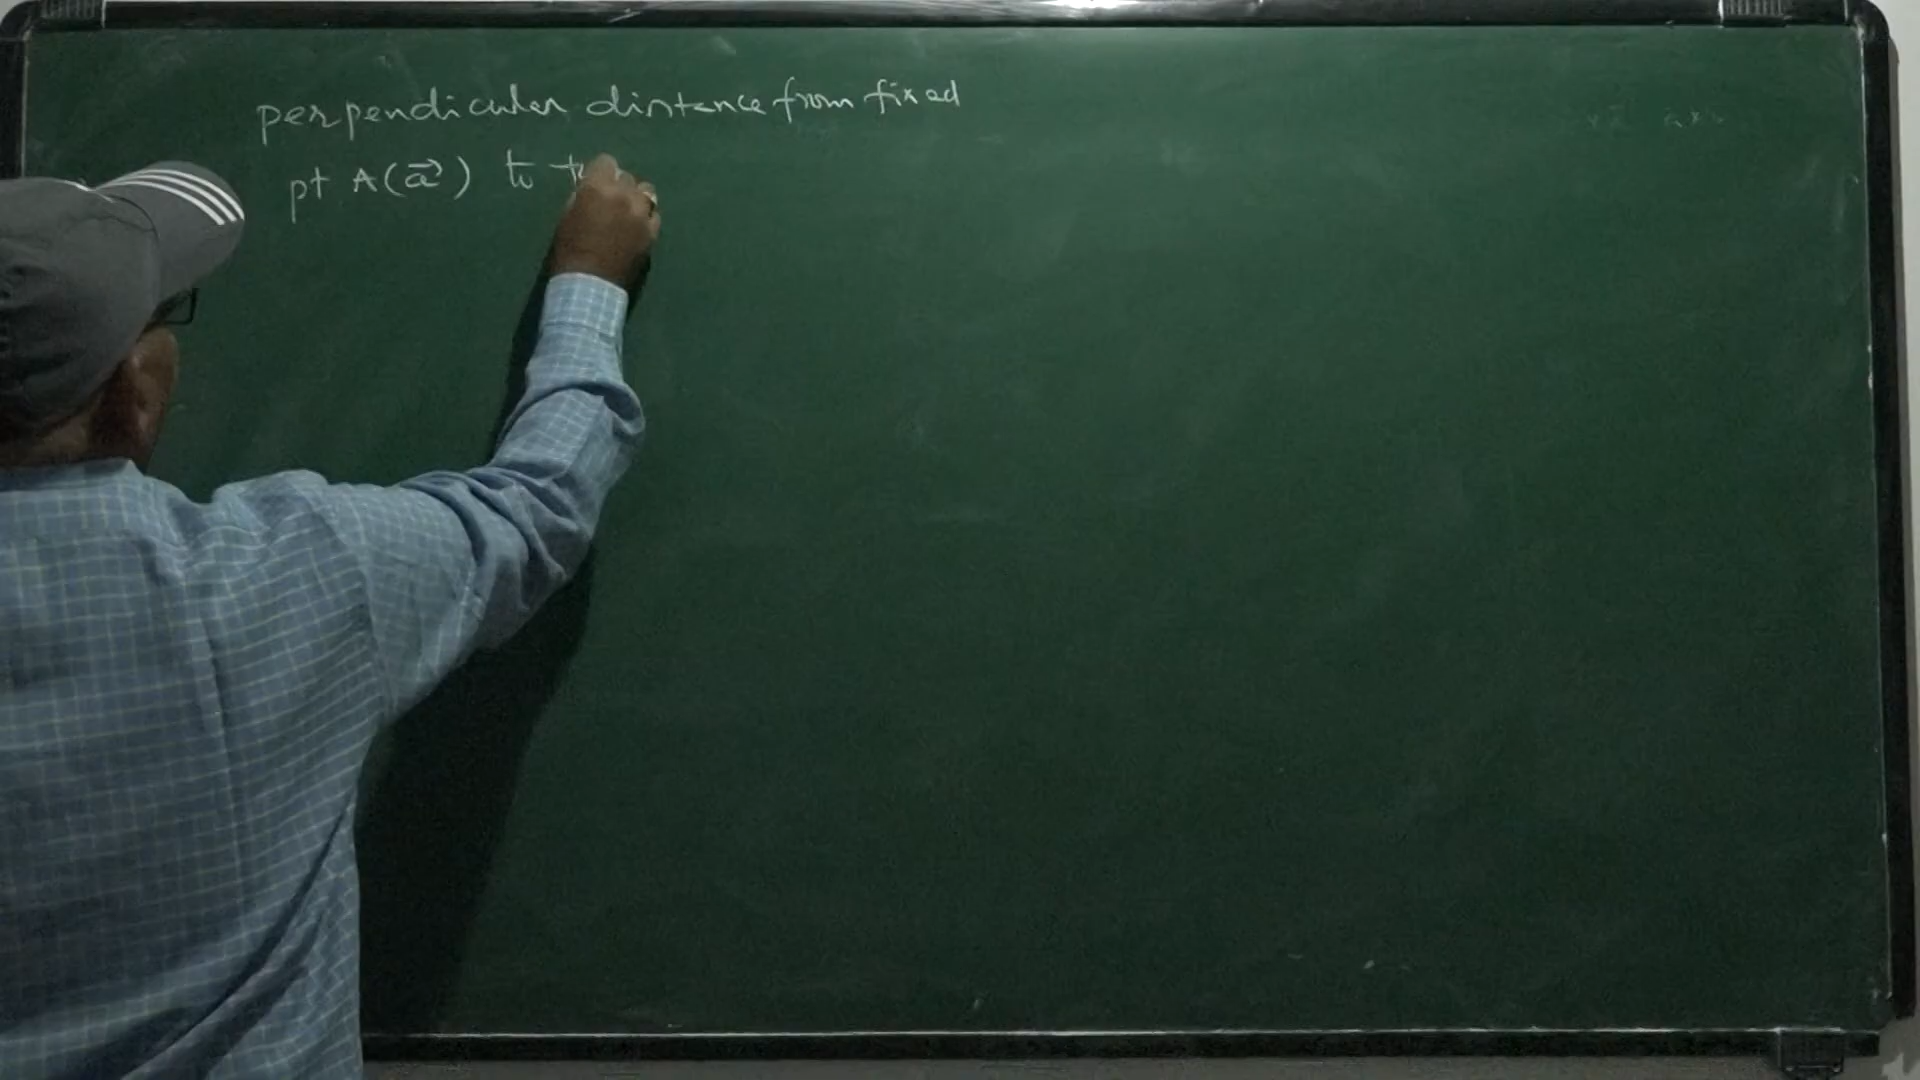 perpendicular distance from fixed
pt A(a⃗) to